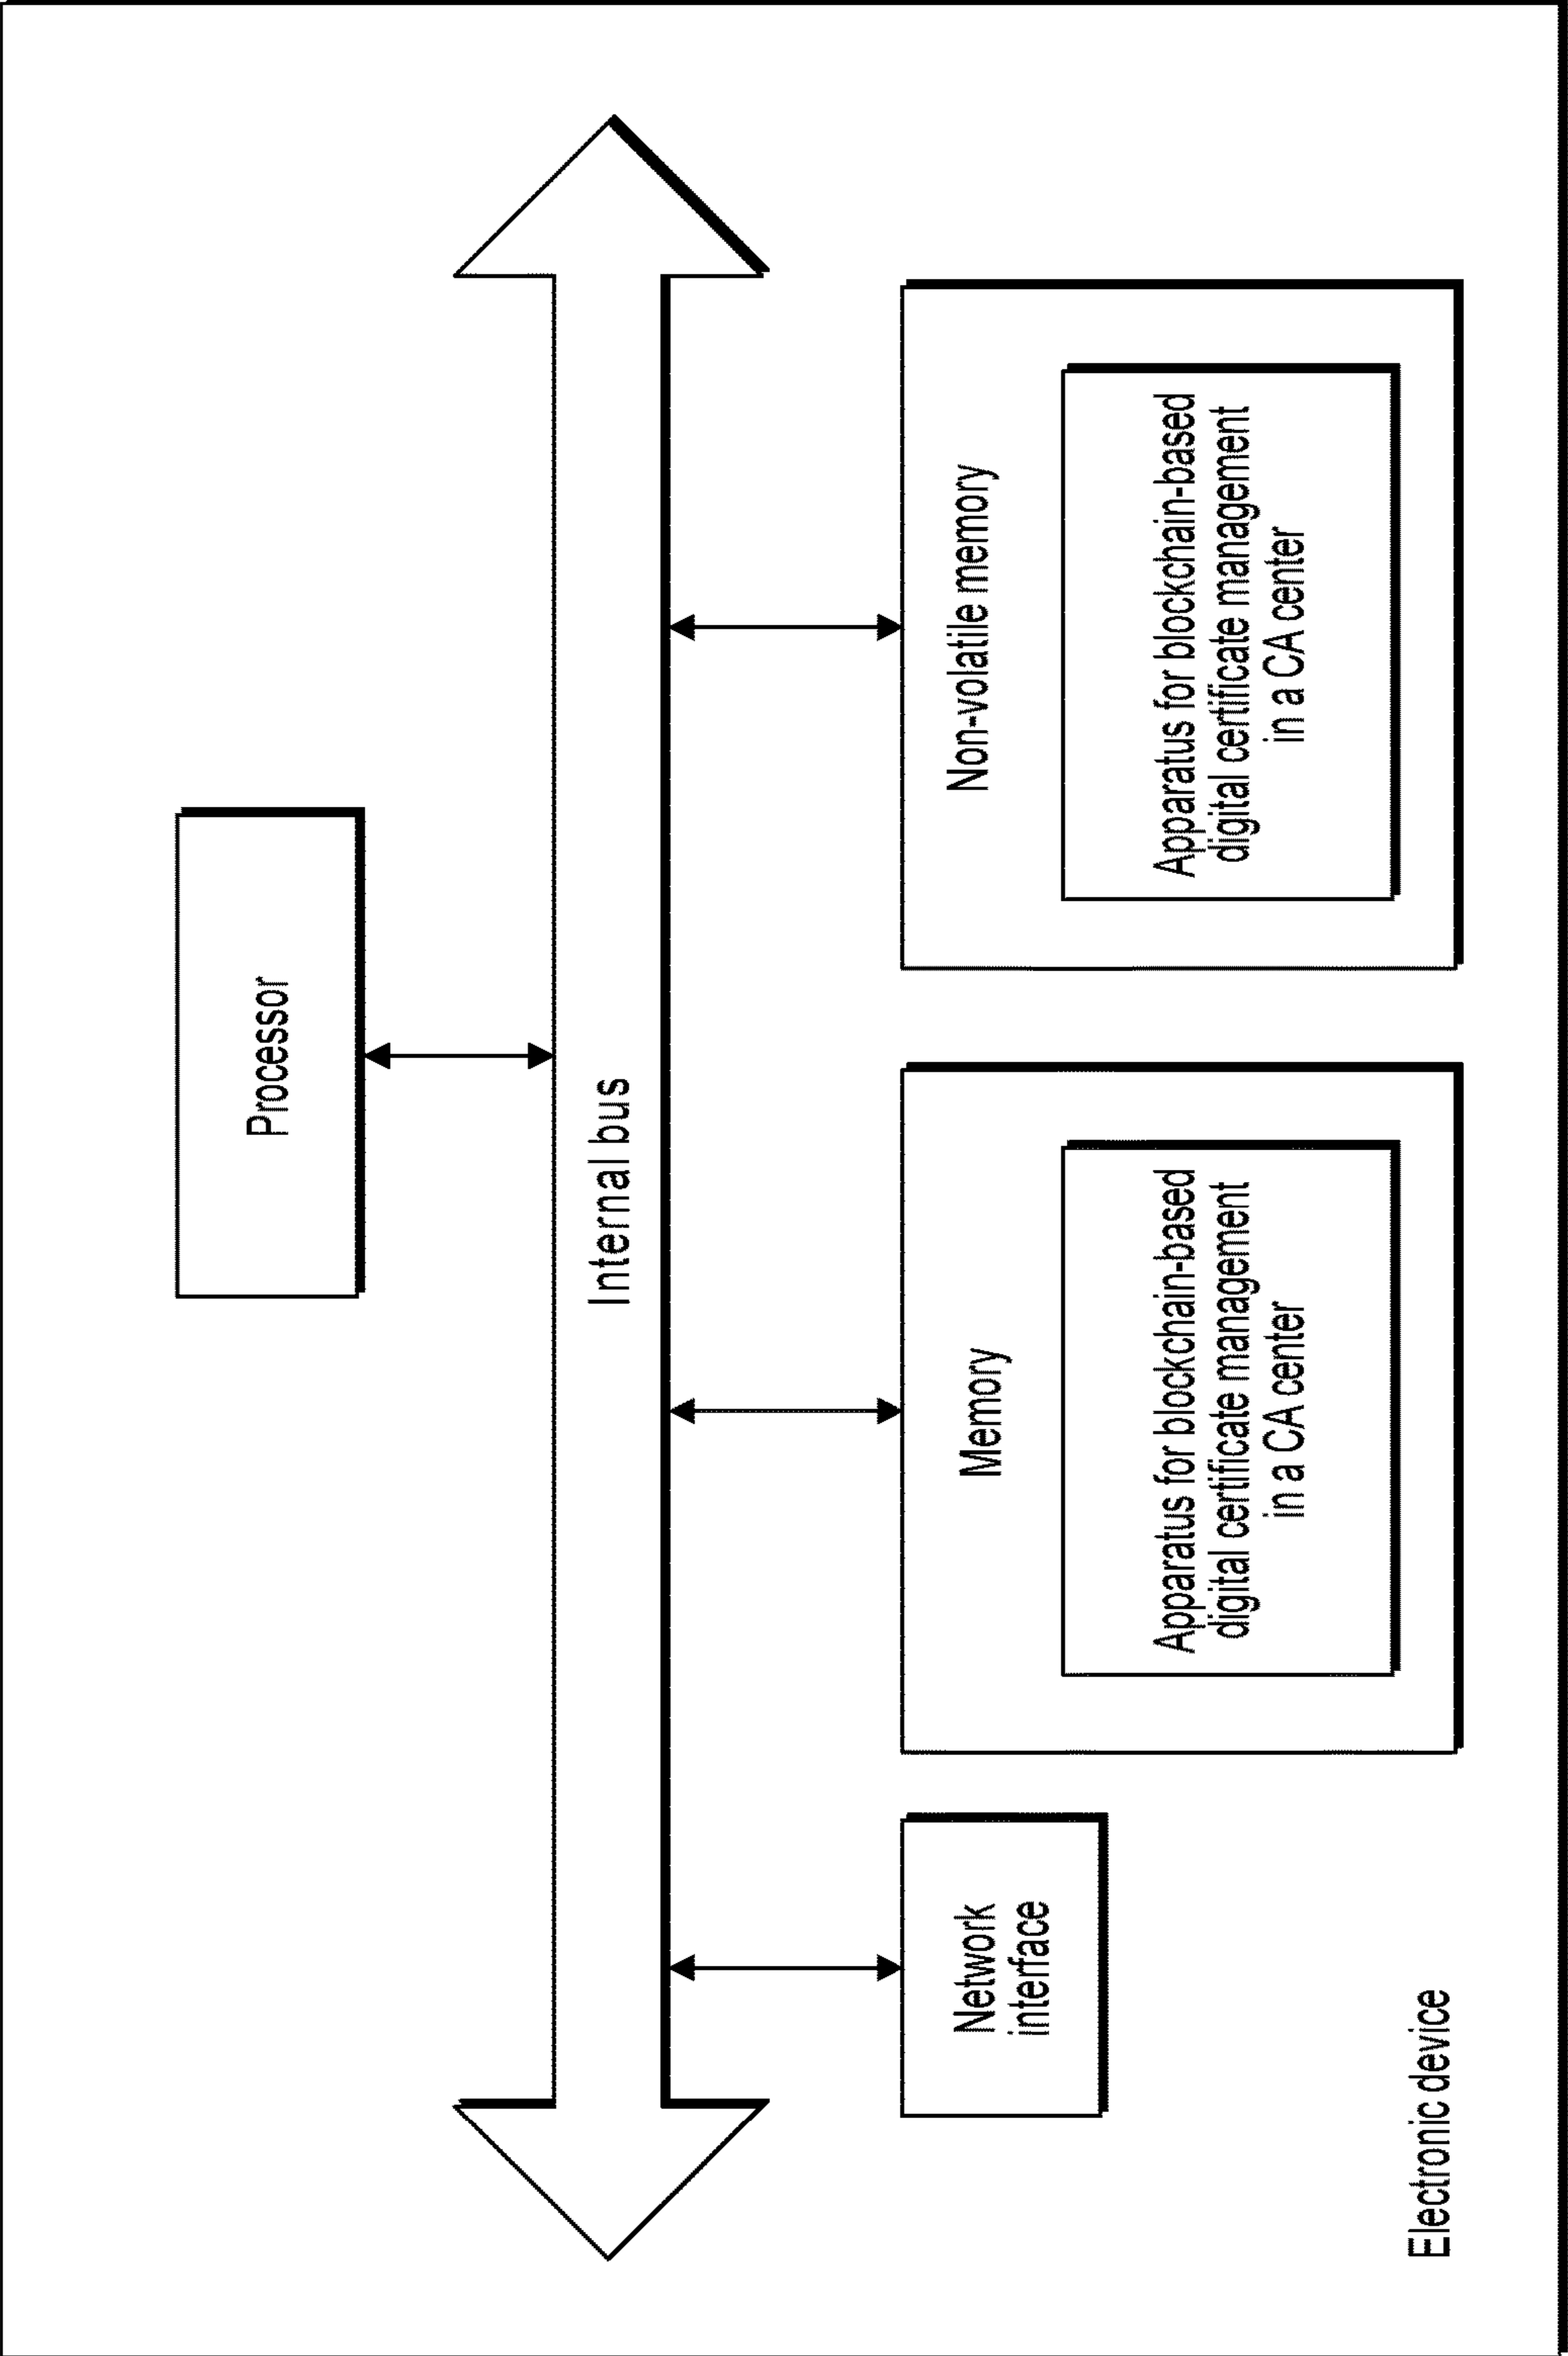 Processor
Internal bus
Network
interface
Memory
Apparatus for blockchain-based
digital certificate management
in a CA center
Non-volatile memory
Apparatus for blockchain-based
digital certificate management
in a CA center
Electronic device